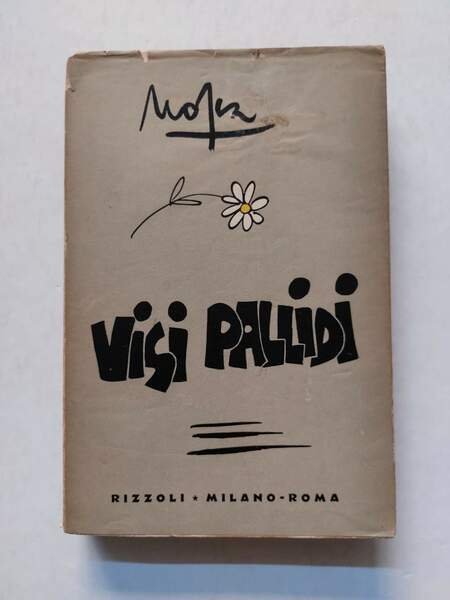 Mosca
VISI PALLIDI
RIZZOLI ★ MILANO-ROMA